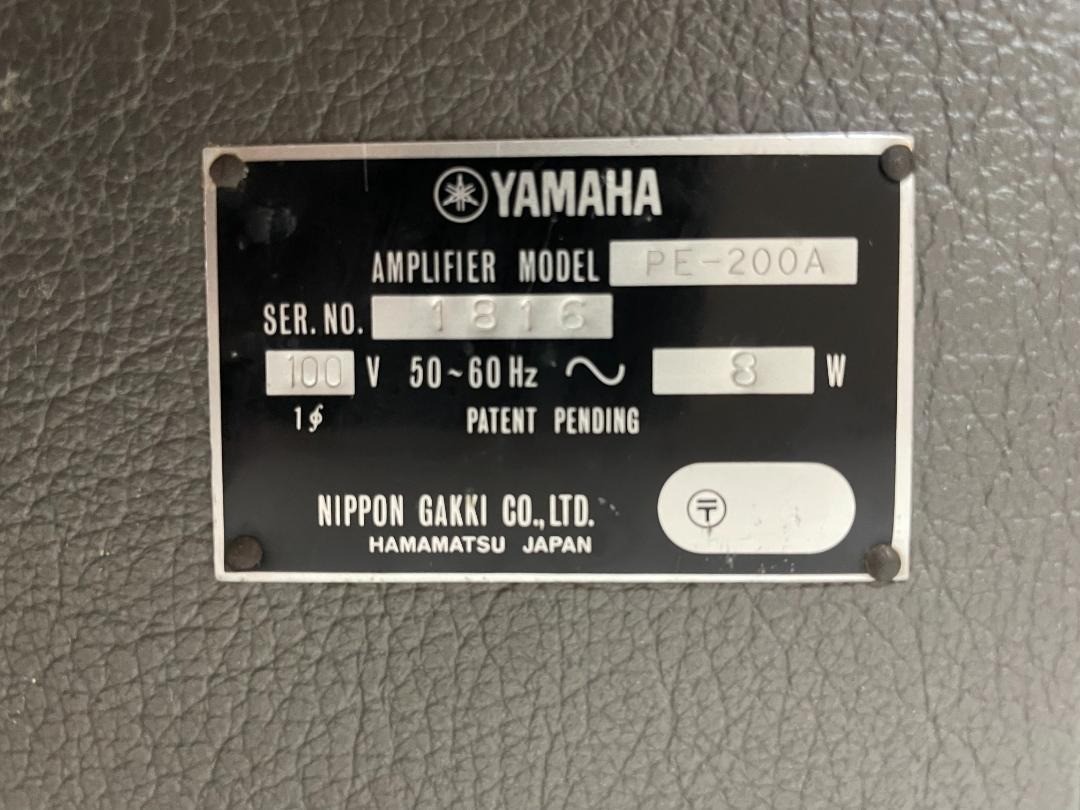 YAMAHA
AMPLIFIER MODEL PE-200A
SER. NO. 1816
100 V 50~60 Hz ~ 8 W
1∮
PATENT PENDING
NIPPON GAKKI CO., LTD.
HAMAMATSU JAPAN
〶